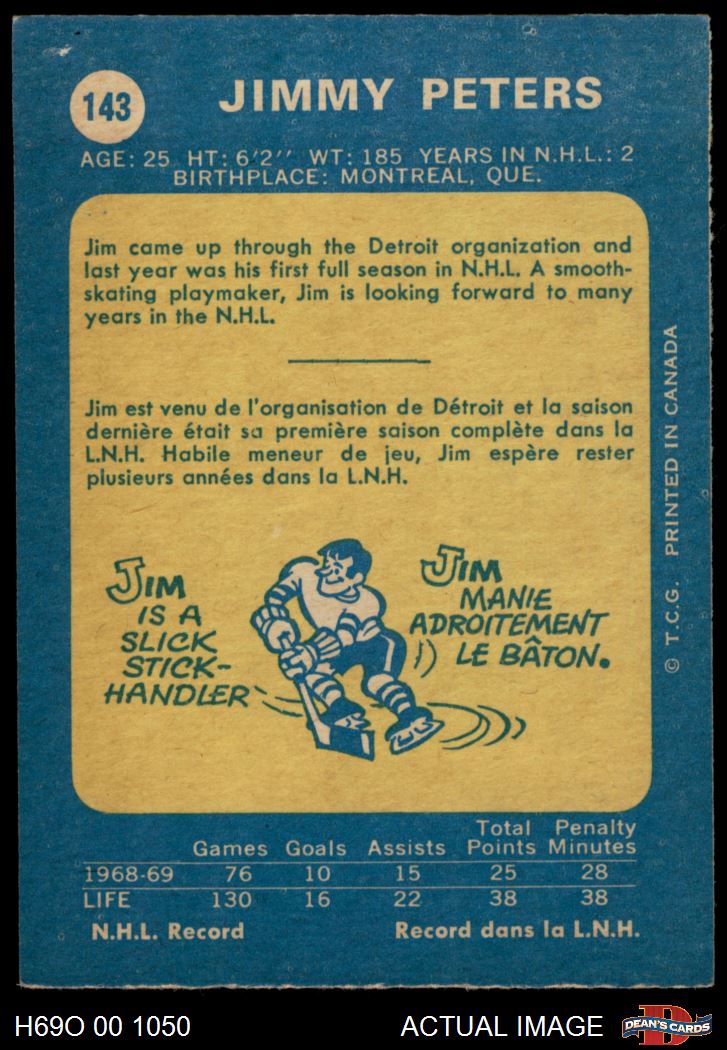 143
JIMMY PETERS
AGE: 25 HT: 6'2'' WT: 185 YEARS IN N.H.L.: 2
BIRTHPLACE: MONTREAL, QUE.
Jim came up through the Detroit organization and
last year was his first full season in N.H.L. A smooth-
skating playmaker, Jim is looking forward to many
years in the N.H.L.
Jim est venu de l'organisation de Détroit et la saison
dernière était sa première saison complète dans la
L.N.H. Habile meneur de jeu, Jim espère rester
plusieurs années dans la L.N.H.
JIM
IS A
SLICK
STICK-
HANDLER
JIM
MANIE
ADROITEMENT
LE BÂTON.
© T.C.G. PRINTED IN CANADA
Games Goals Assists Total Points Penalty Minutes
1968-69 76 10 15 25 28
LIFE 130 16 22 38 38
N.H.L. Record Record dans la L.N.H.
H69O 00 1050 ACTUAL IMAGE
D DEAN'S CARDS